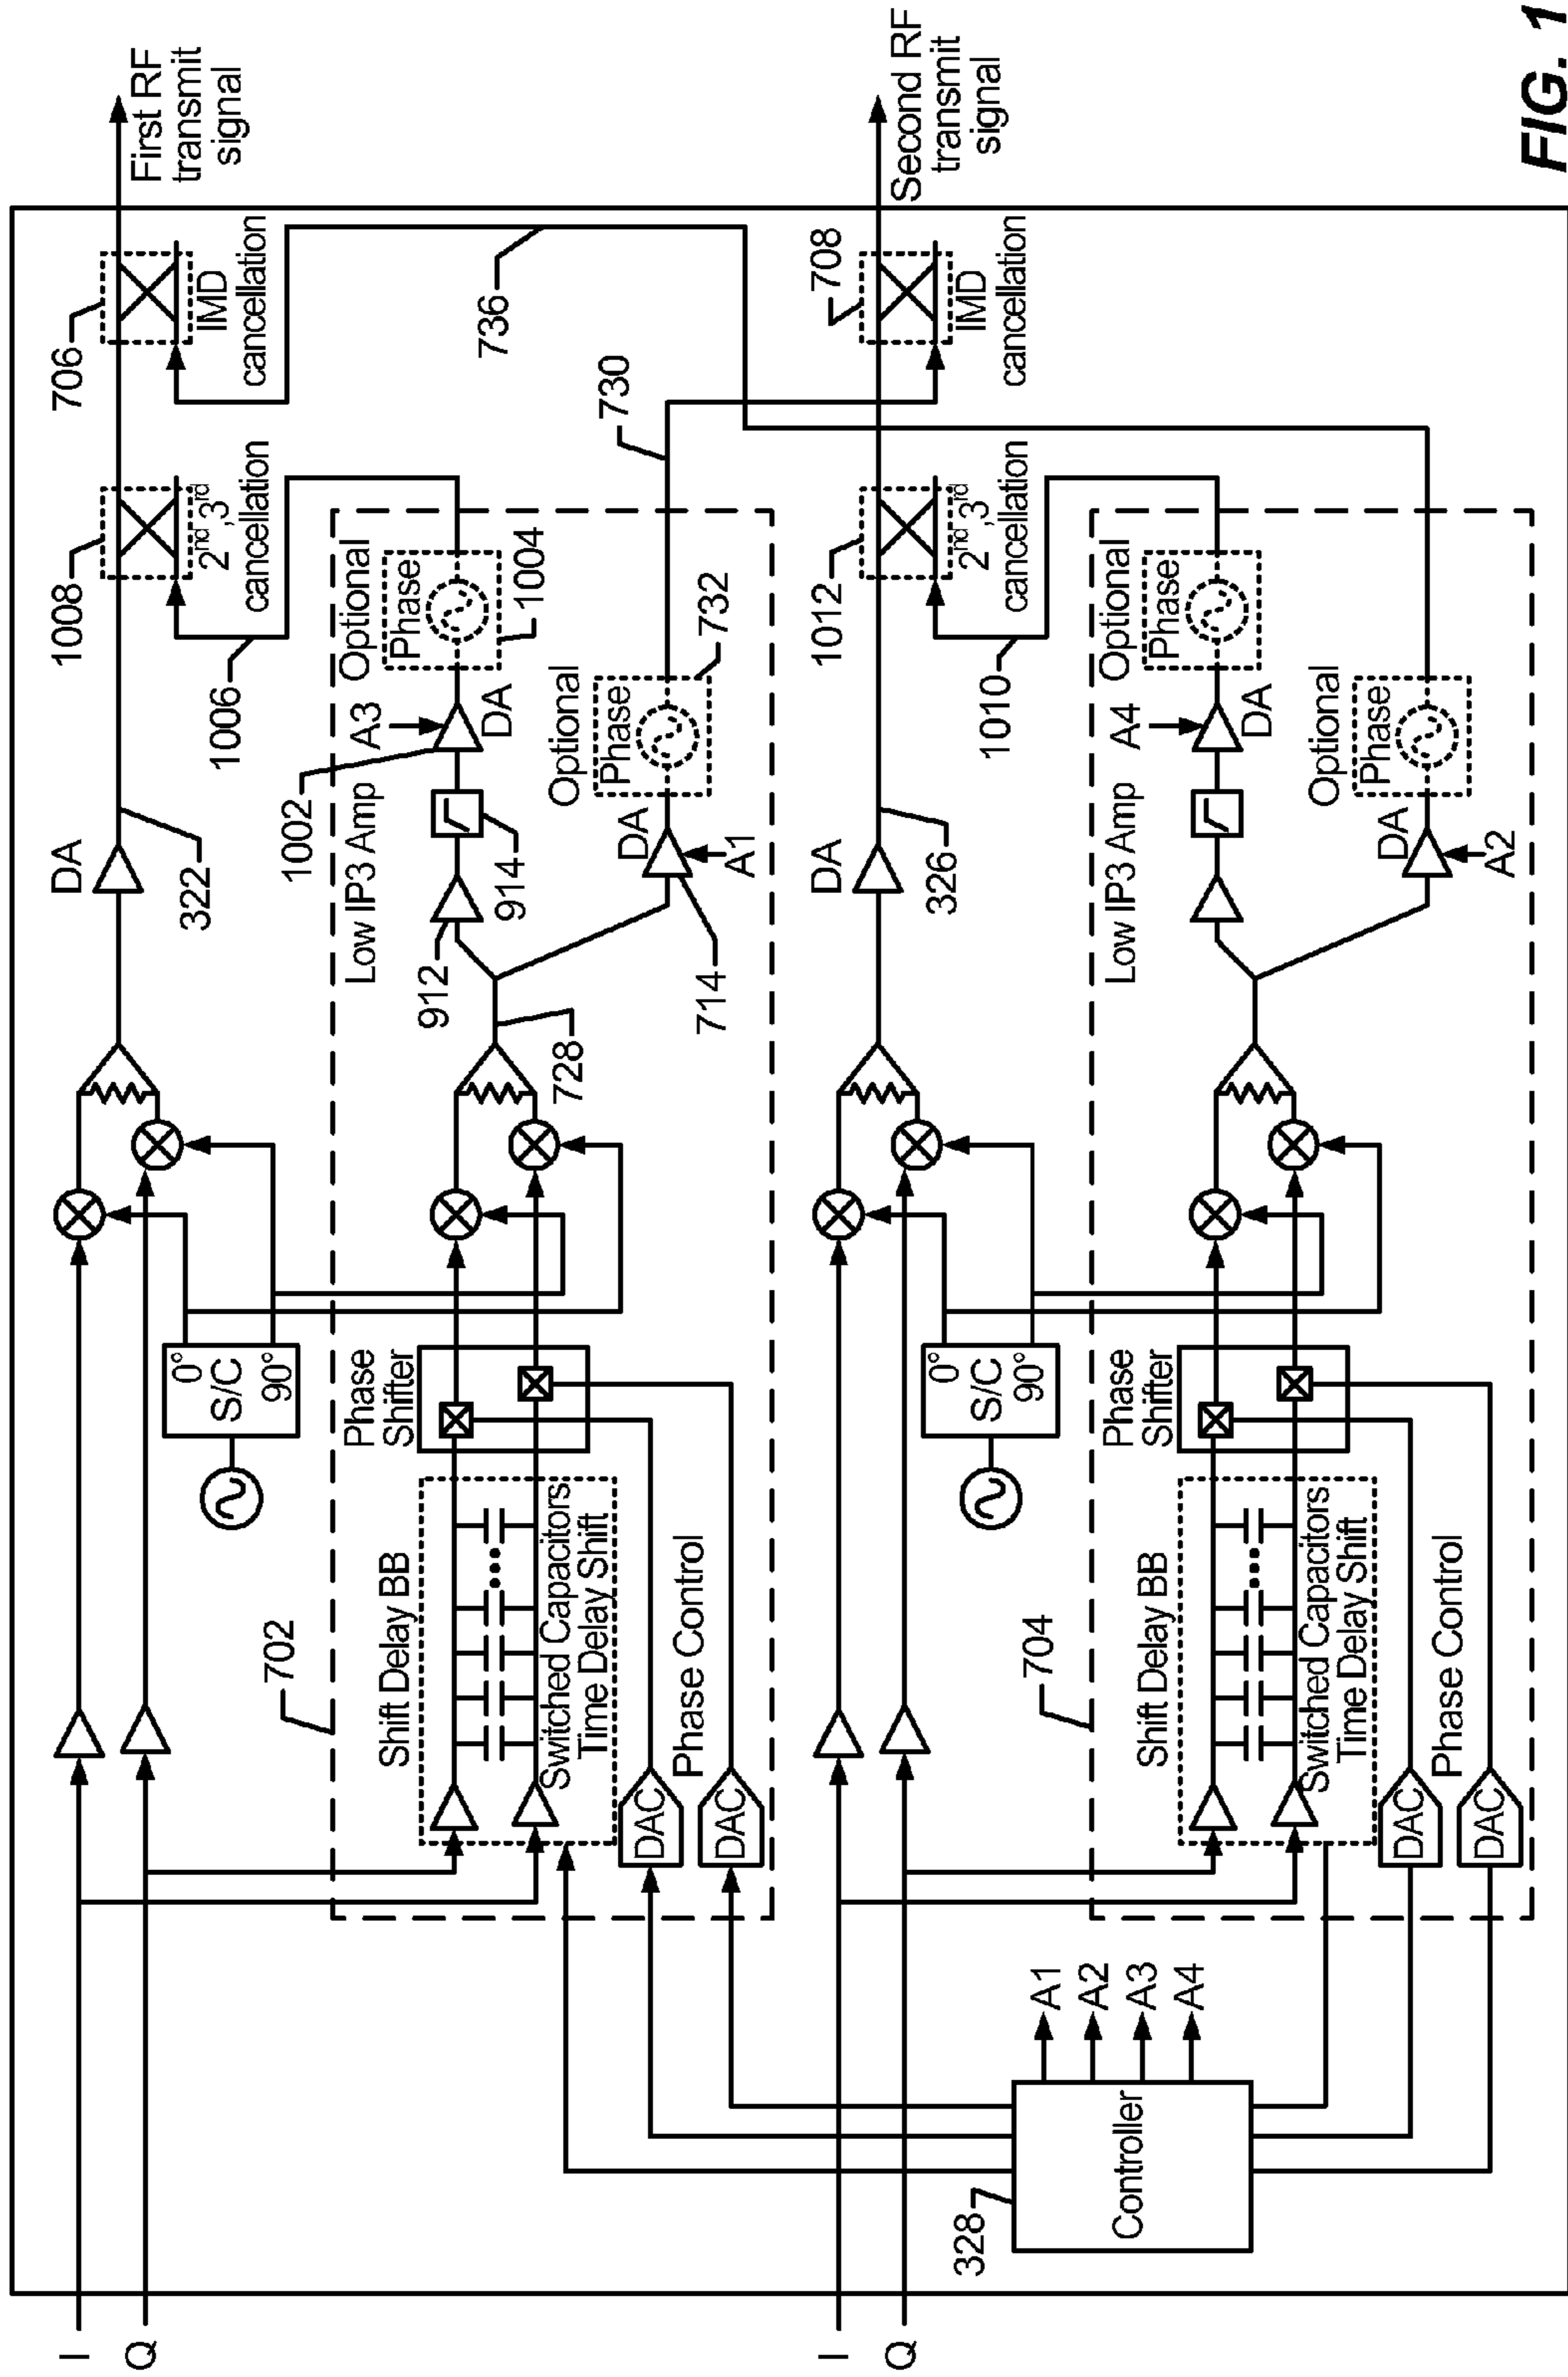 I
Q
DA
322
1008
2nd,3rd
cancellation
706
IMD
cancellation
First RF
transmit
signal
0°
S/C
90°
1006
736
702
Shift Delay BB
Switched Capacitors
Time Delay Shift
Phase
Shifter
DAC
DAC
Phase Control
728
912
Low IP3 Amp
914
1002
A3
DA
Optional
Phase
1004
714
DA
A1
Optional
Phase
732
730
I
Q
DA
326
1012
2nd,3rd
cancellation
708
IMD
cancellation
Second RF
transmit
signal
0°
S/C
90°
1010
328
Controller
A1
A2
A3
A4
704
Shift Delay BB
Switched Capacitors
Time Delay Shift
Phase
Shifter
DAC
DAC
Phase Control
Low IP3 Amp
A4
DA
Optional
Phase
DA
A2
Optional
Phase
FIG. 1